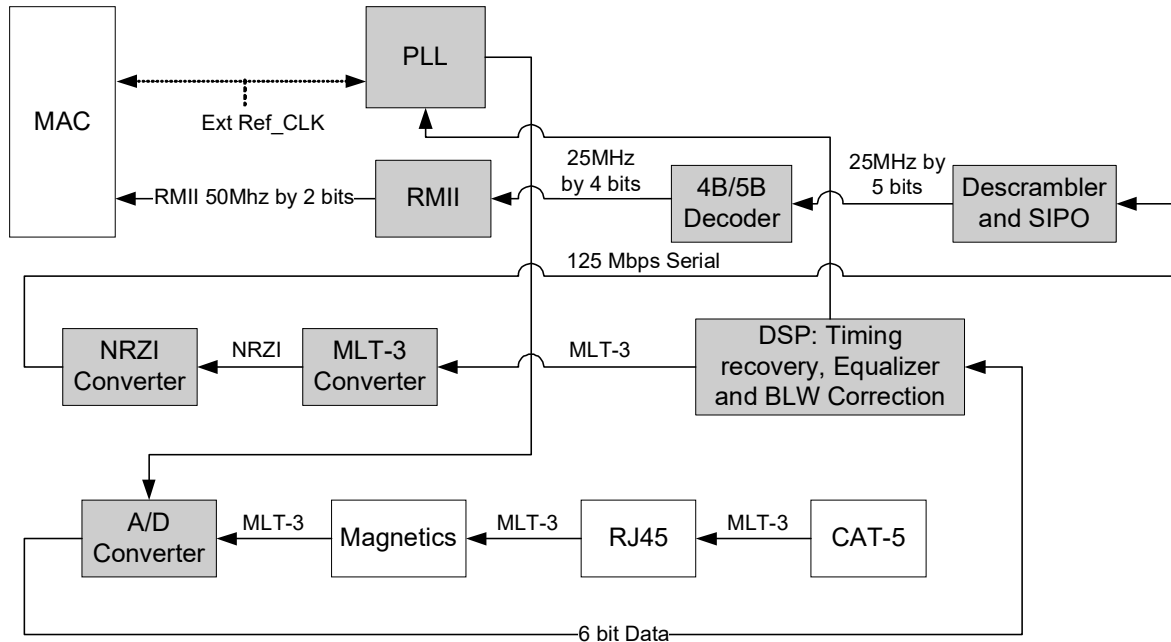 PLL
MAC
Ext Ref_CLK
RMII 50Mhz by 2 bits
RMII
25MHz
by 4 bits
4B/5B
Decoder
25MHz by
5 bits
Descrambler
and SIPO
125 Mbps Serial
NRZI
Converter
NRZI
MLT-3
Converter
MLT-3
DSP: Timing
recovery, Equalizer
and BLW Correction
A/D
Converter
MLT-3
Magnetics
MLT-3
RJ45
MLT-3
CAT-5
6 bit Data